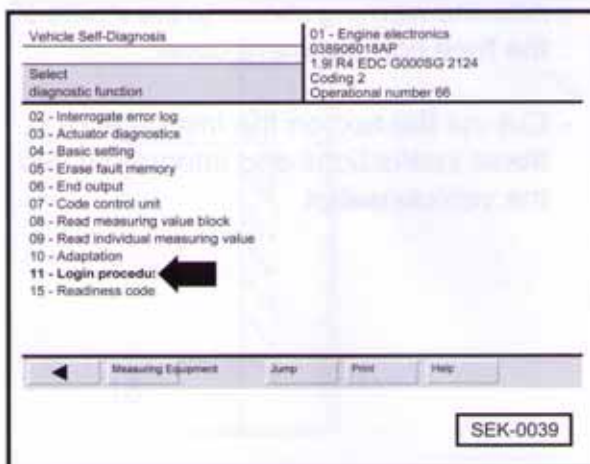 Vehicle Self-Diagnosis
Select
diagnostic function
01 - Engine electronics
038906018AP
1.9l R4 EDC G000SG 2124
Coding 2
Operational number 66
02 - Interrogate error log
03 - Actuator diagnostics
04 - Basic setting
05 - Erase fault memory
06 - End output
07 - Code control unit
08 - Read measuring value block
09 - Read individual measuring value
10 - Adaptation
11 - Login procedu
15 - Readiness code
Measuring Equipment Jump Print Help
SEK-0039